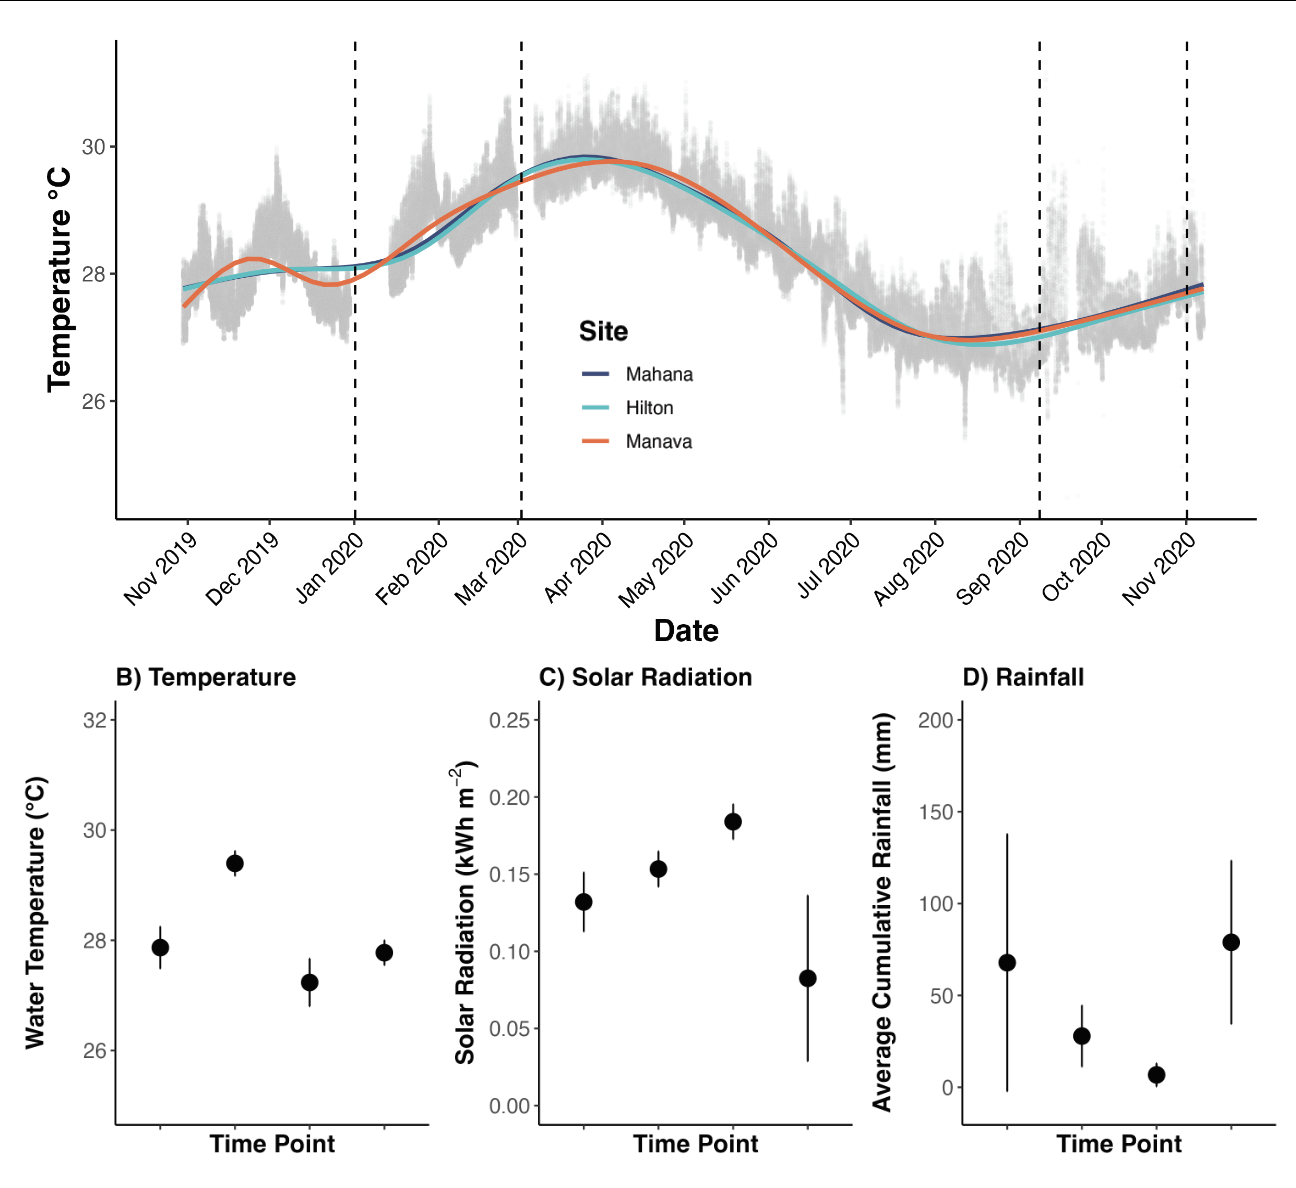 Temperature °C
30
28
26
Site
Mahana
Hilton
Manava
Nov 2019
Dec 2019
Jan 2020
Feb 2020
Mar 2020
Apr 2020
May 2020
Jun 2020
Jul 2020
Aug 2020
Sep 2020
Oct 2020
Nov 2020
Date
B) Temperature
Water Temperature (°C)
32
30
28
26
Time Point
C) Solar Radiation
Solar Radiation (kWh m⁻²)
0.25
0.20
0.15
0.10
0.05
0.00
Time Point
D) Rainfall
Average Cumulative Rainfall (mm)
200
150
100
50
0
Time Point